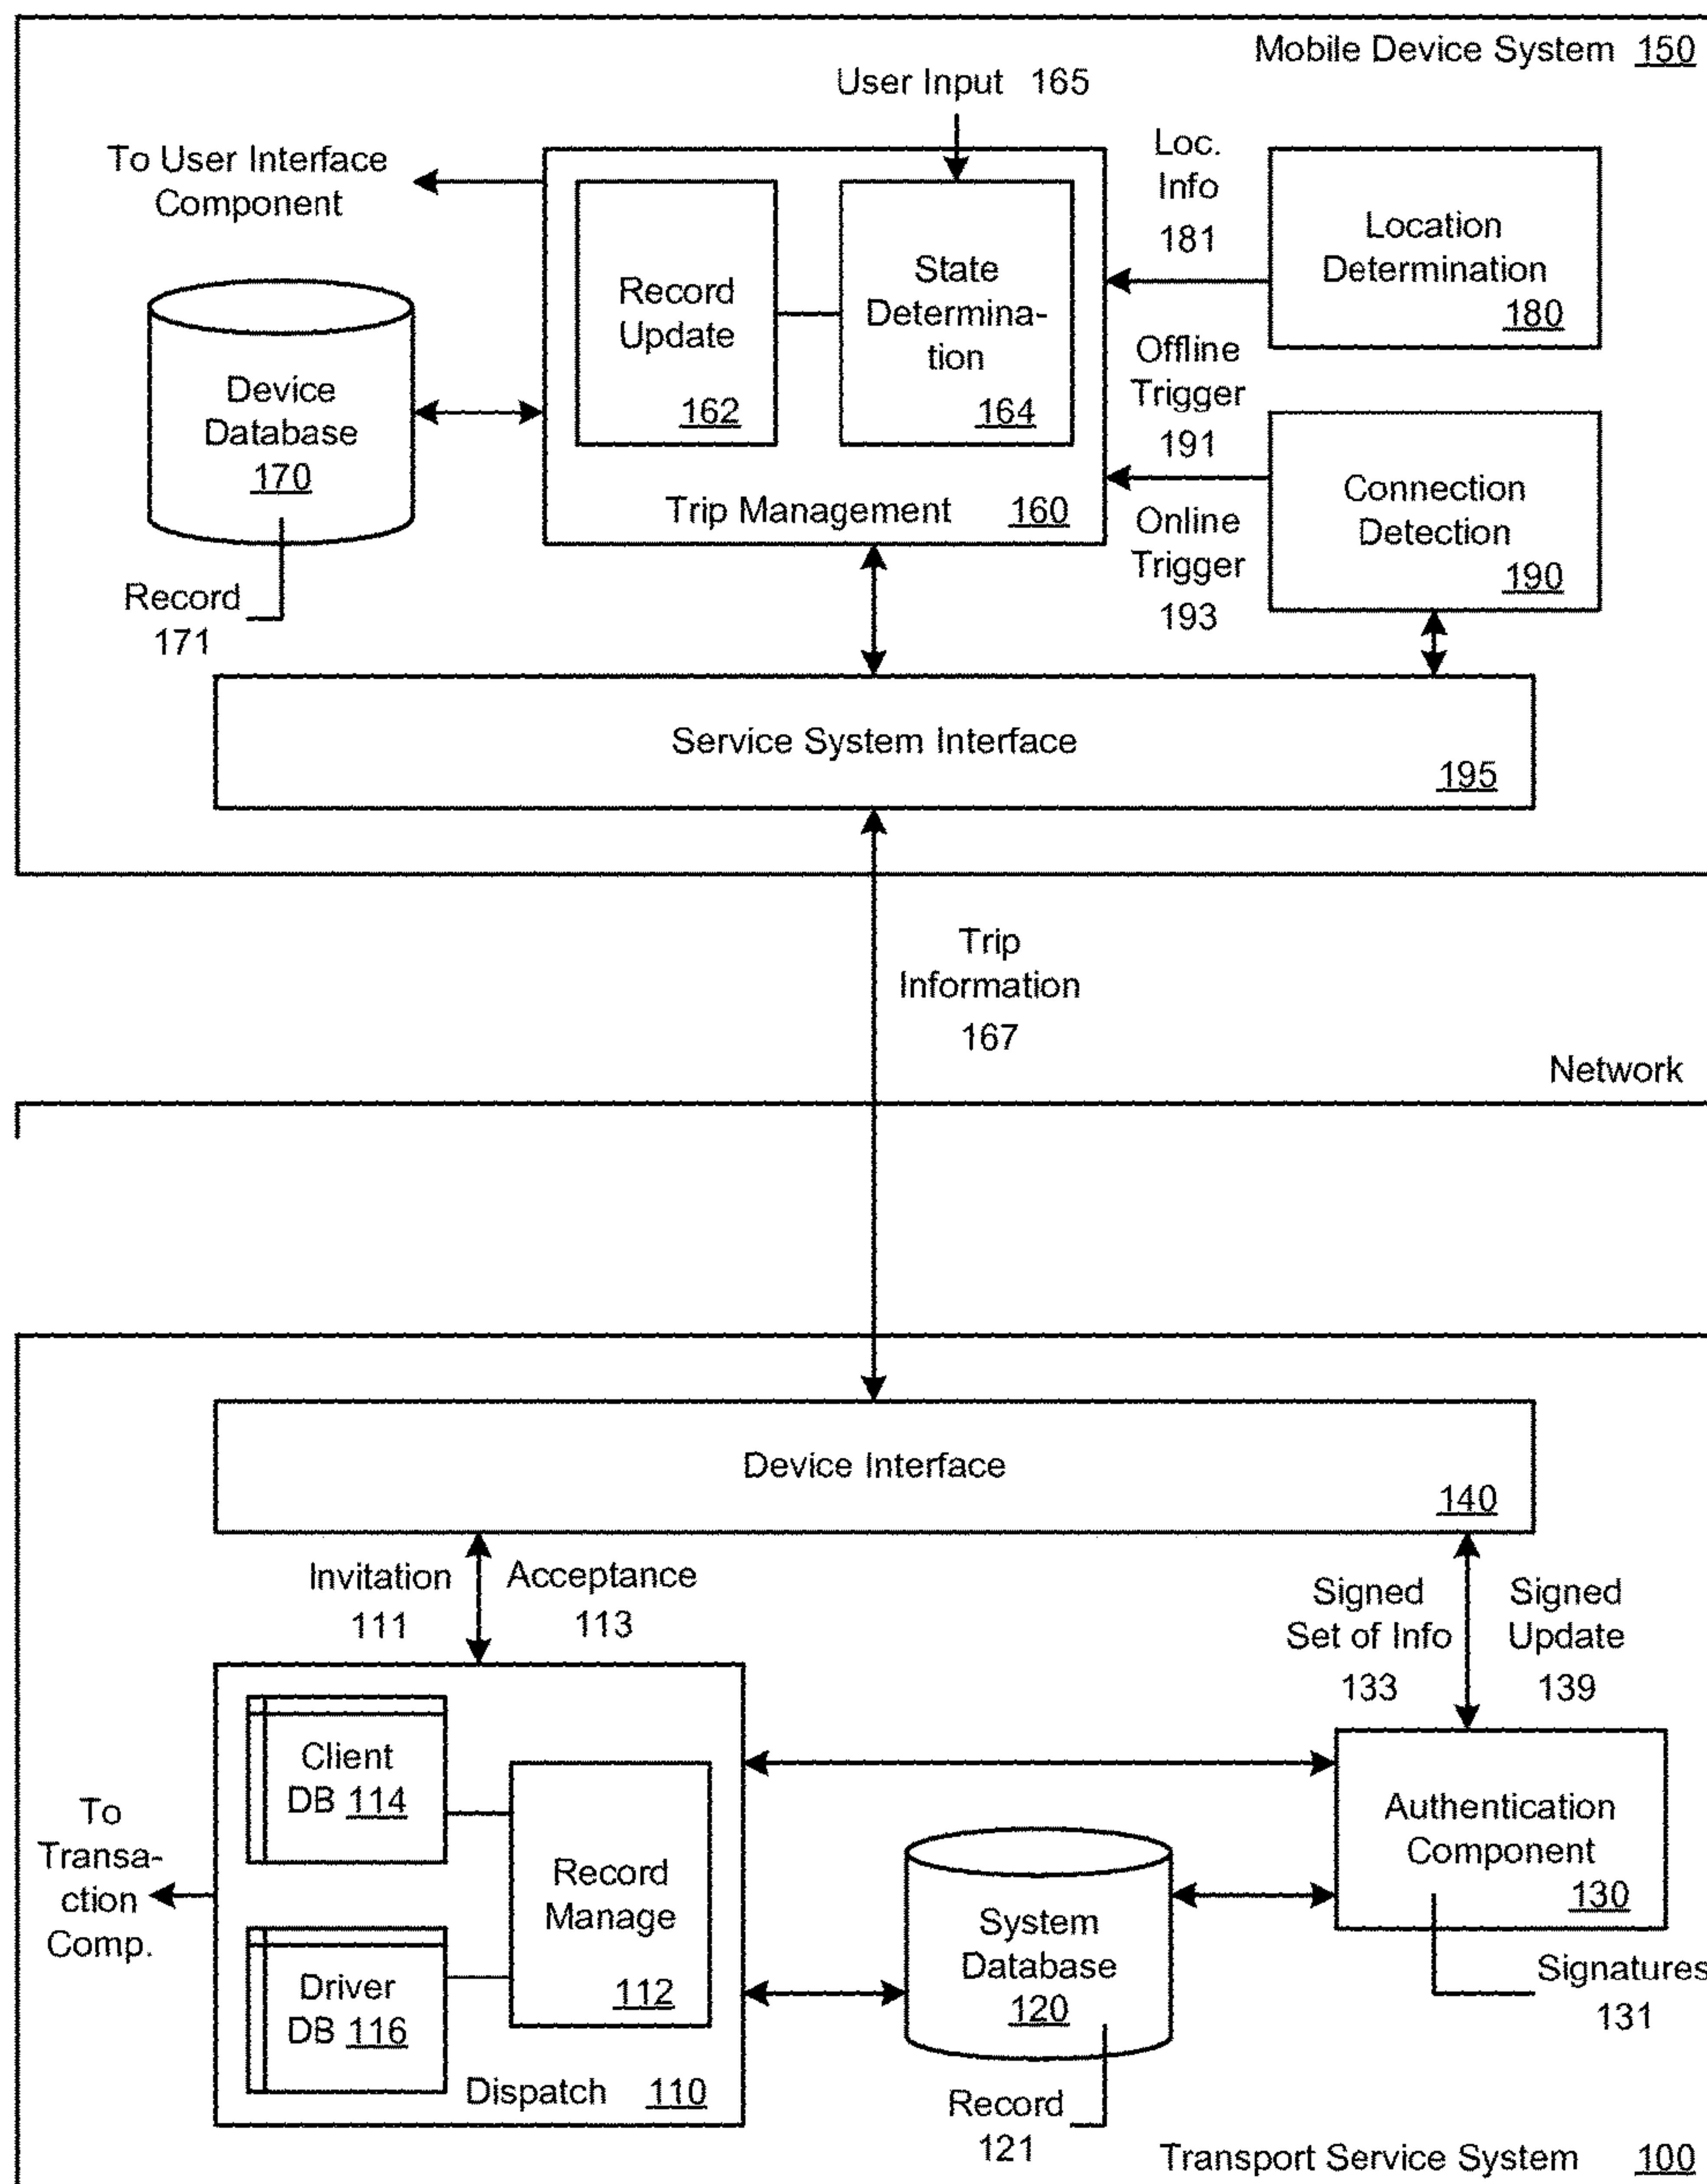 Mobile Device System 150
User Input 165
To User Interface
Component
Loc.
Info
181
Location
Determination
180
Record
Update
162
State
Determina-
tion
164
Offline
Trigger
191
Device
Database
170
Trip Management 160
Online
Trigger
193
Connection
Detection
190
Record
171
Service System Interface
195
Trip
Information
167
Network
Device Interface
140
Invitation
111
Acceptance
113
Signed
Set of Info
133
Signed
Update
139
Client
DB 114
To
Transa-
ction
Comp.
Record
Manage
112
Driver
DB 116
Dispatch 110
System
Database
120
Authentication
Component
130
Signatures
131
Record
121
Transport Service System 100